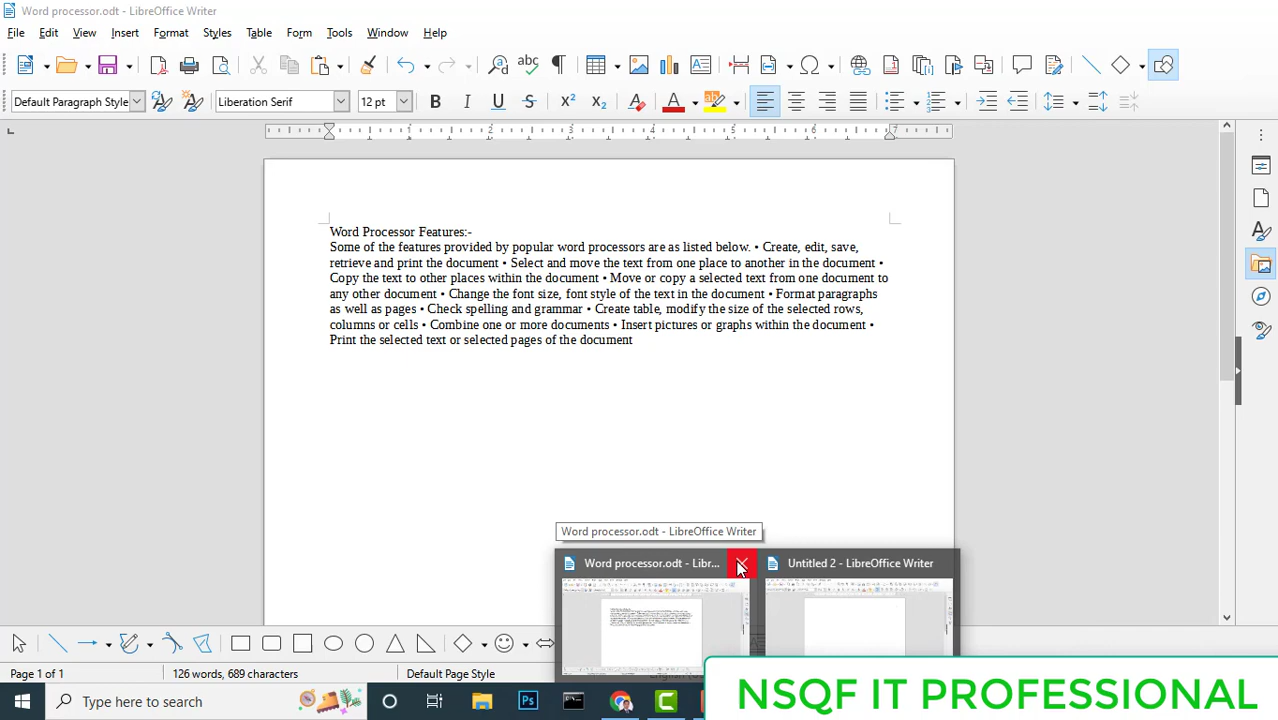 Word processor.odt - LibreOffice Writer
File Edit View Insert Format Styles Table Form Tools Window Help
Default Paragraph Style Liberation Serif 12 pt
1 2 3 4 5 6 7
Word Processor Features:-
Some of the features provided by popular word processors are as listed below. • Create, edit, save,
retrieve and print the document • Select and move the text from one place to another in the document •
Copy the text to other places within the document • Move or copy a selected text from one document to
any other document • Change the font size, font style of the text in the document • Format paragraphs
as well as pages • Check spelling and grammar • Create table, modify the size of the selected rows,
columns or cells • Combine one or more documents • Insert pictures or graphs within the document •
Print the selected text or selected pages of the document
Word processor.odt - LibreOffice Writer
Word processor.odt - Libr... Untitled 2 - LibreOffice Writer
Page 1 of 1 126 words, 689 characters Default Page Style
Type here to search
NSQF IT PROFESSIONAL